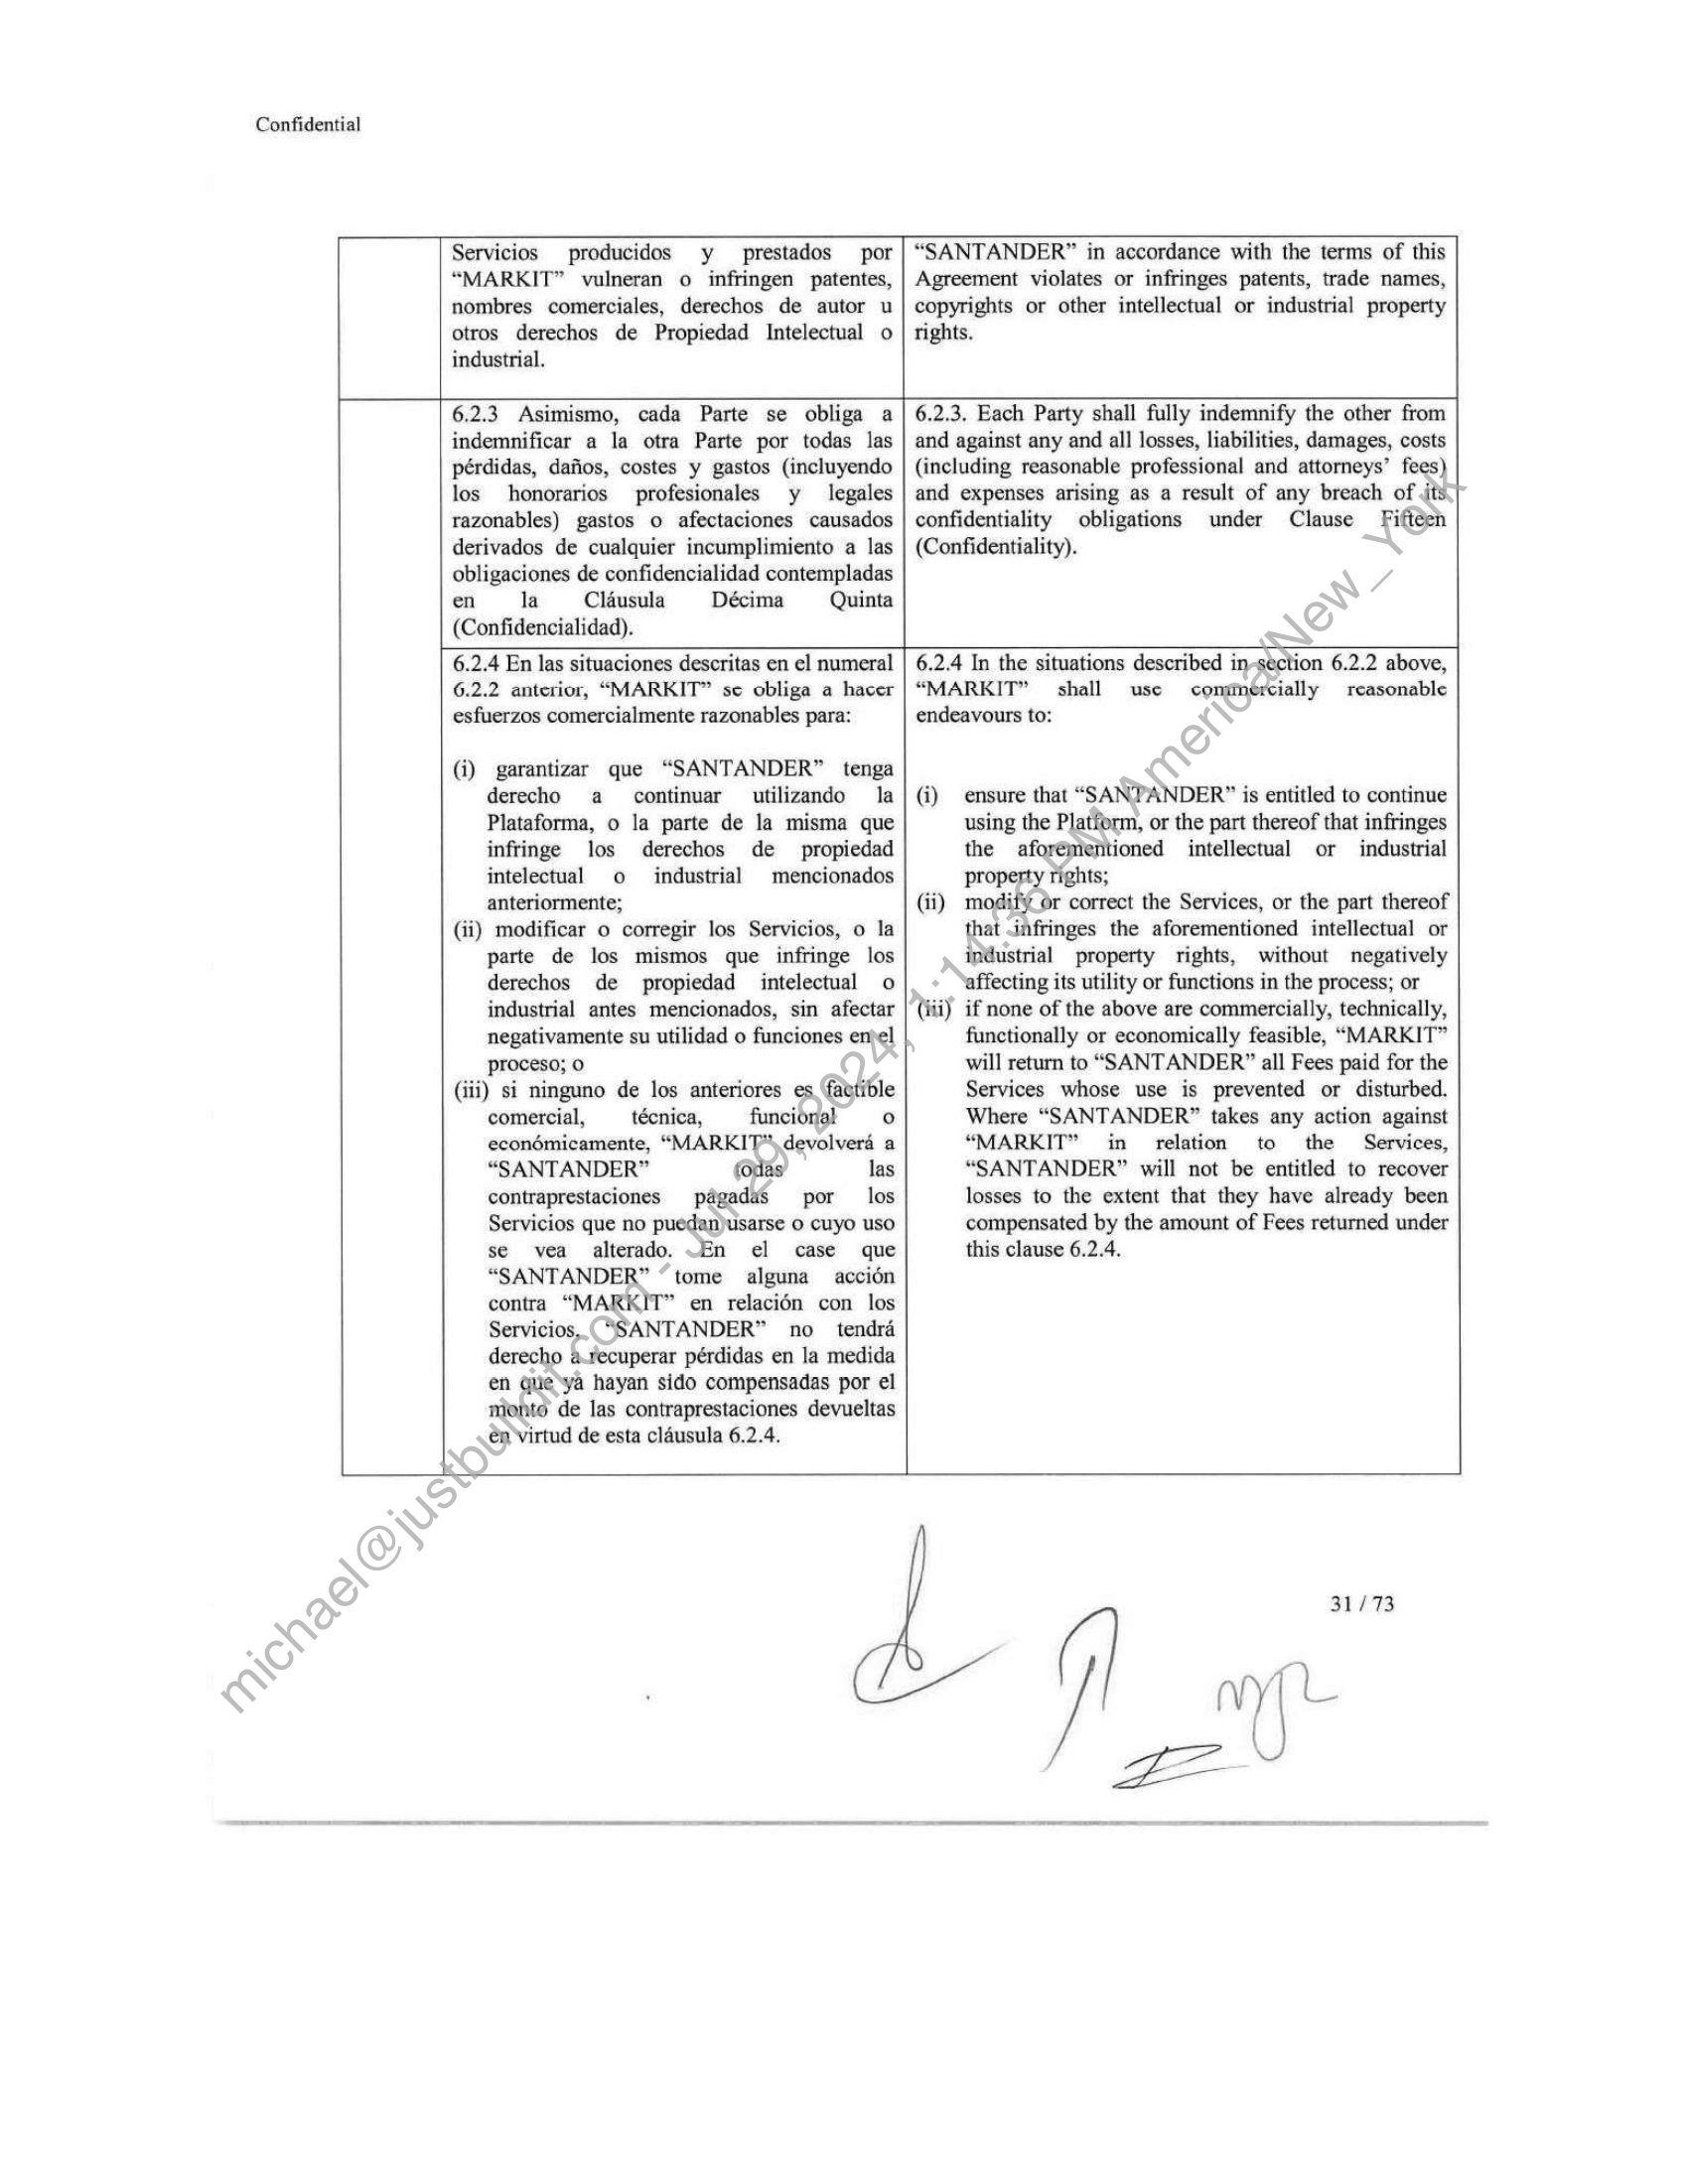 Confidential
Servicios producidos y prestados por
“MARKIT” vulneran o infringen patentes,
nombres comerciales, derechos de autor u
otros derechos de Propiedad Intelectual o
industrial.
“SANTANDER” in accordance with the terms of this
Agreement violates or infringes patents, trade names,
copyrights or other intellectual or industrial property
rights.
6.2.3 Asimismo, cada Parte se obliga a
indemnificar a la otra Parte por todas las
pérdidas, daños, costes y gastos (incluyendo
los honorarios profesionales y legales
razonables) gastos o afectaciones causados
derivados de cualquier incumplimiento a las
obligaciones de confidencialidad contempladas
en la Cláusula Décima Quinta
(Confidencialidad).
6.2.3. Each Party shall fully indemnify the other from
and against any and all losses, liabilities, damages, costs
(including reasonable professional and attorneys’ fees)
and expenses arising as a result of any breach of its
confidentiality obligations under Clause Fifteen
(Confidentiality).
6.2.4 En las situaciones descritas en el numeral
6.2.2 anterior, “MARKIT” se obliga a hacer
esfuerzos comercialmente razonables para:
(i) garantizar que “SANTANDER” tenga
derecho a continuar utilizando la
Plataforma, o la parte de la misma que
infringe los derechos de propiedad
intelectual o industrial mencionados
anteriormente;
(ii) modificar o corregir los Servicios, o la
parte de los mismos que infringe los
derechos de propiedad intelectual o
industrial antes mencionados, sin afectar
negativamente su utilidad o funciones en el
proceso; o
(iii) si ninguno de los anteriores es factible
comercial, técnica, funcional o
económicamente, “MARKIT” devolverá a
“SANTANDER” todas las
contraprestaciones pagadas por los
Servicios que no puedan usarse o cuyo uso
se vea alterado. En el case que
“SANTANDER” tome alguna acción
contra “MARKIT” en relación con los
Servicios, “SANTANDER” no tendrá
derecho a recuperar pérdidas en la medida
en que ya hayan sido compensadas por el
monto de las contraprestaciones devueltas
en virtud de esta cláusula 6.2.4.
6.2.4 In the situations described in section 6.2.2 above,
“MARKIT” shall use commercially reasonable
endeavours to:
(i) ensure that “SANTANDER” is entitled to continue
using the Platform, or the part thereof that infringes
the aforementioned intellectual or industrial
property rights;
(ii) modify or correct the Services, or the part thereof
that infringes the aforementioned intellectual or
industrial property rights, without negatively
affecting its utility or functions in the process; or
(iii) if none of the above are commercially, technically,
functionally or economically feasible, “MARKIT”
will return to “SANTANDER” all Fees paid for the
Services whose use is prevented or disturbed.
Where “SANTANDER” takes any action against
“MARKIT” in relation to the Services,
“SANTANDER” will not be entitled to recover
losses to the extent that they have already been
compensated by the amount of Fees returned under
this clause 6.2.4.
michael@justbuildit.com - Jul 29, 2024, 1:14:36 PM America/New_York
31 / 73